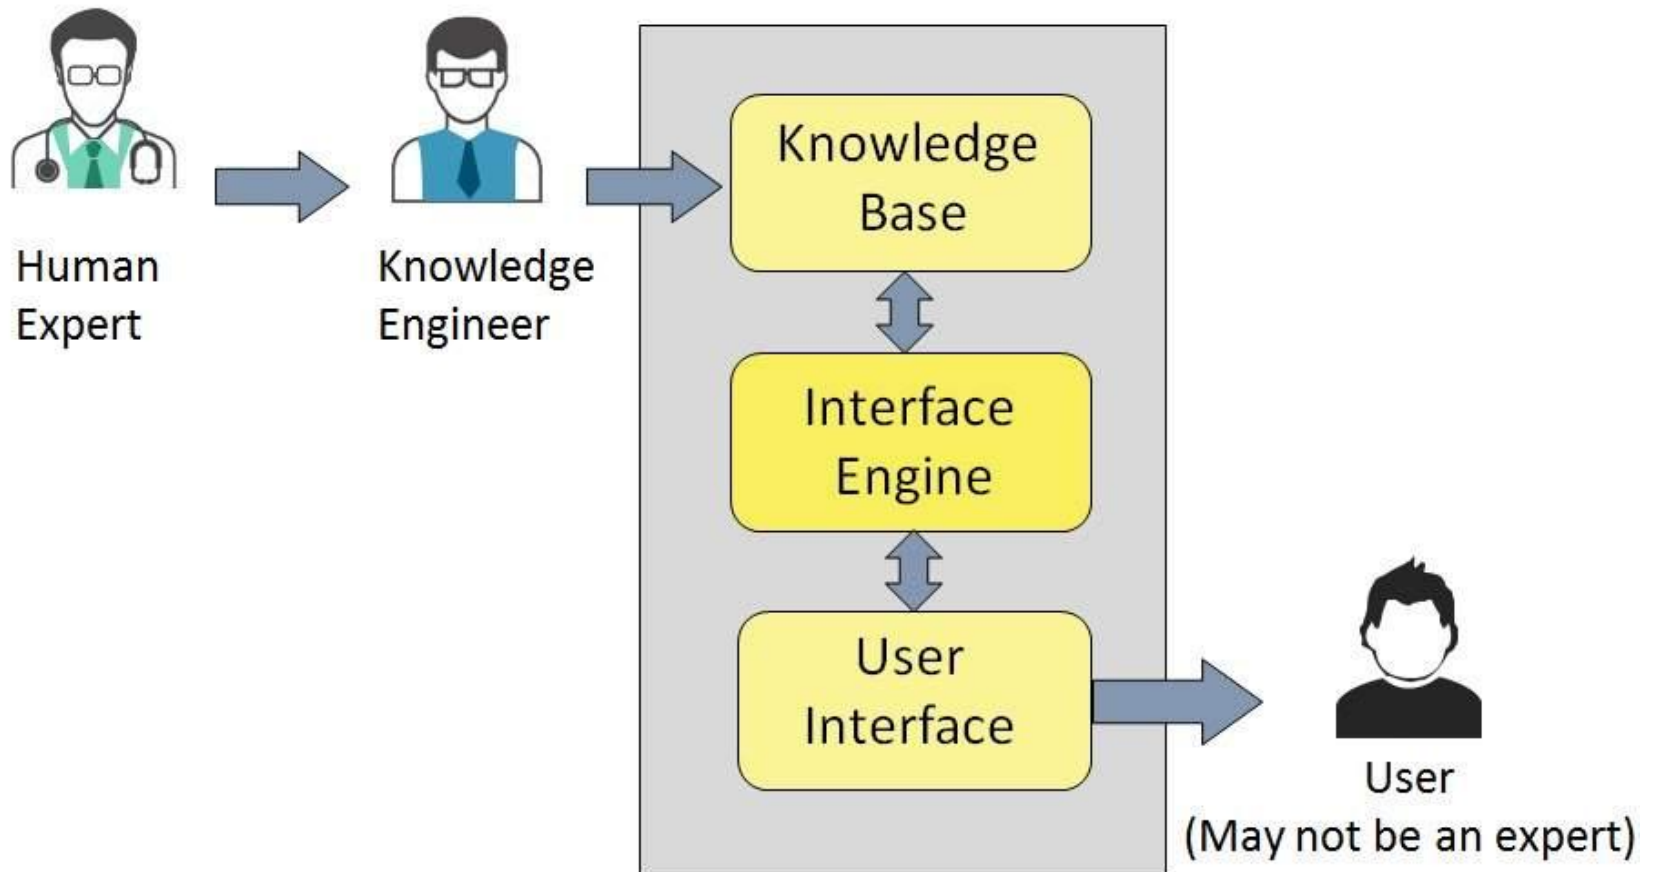 Human
Expert
Knowledge
Engineer
Knowledge
Base
Interface
Engine
User
Interface
User
(May not be an expert)